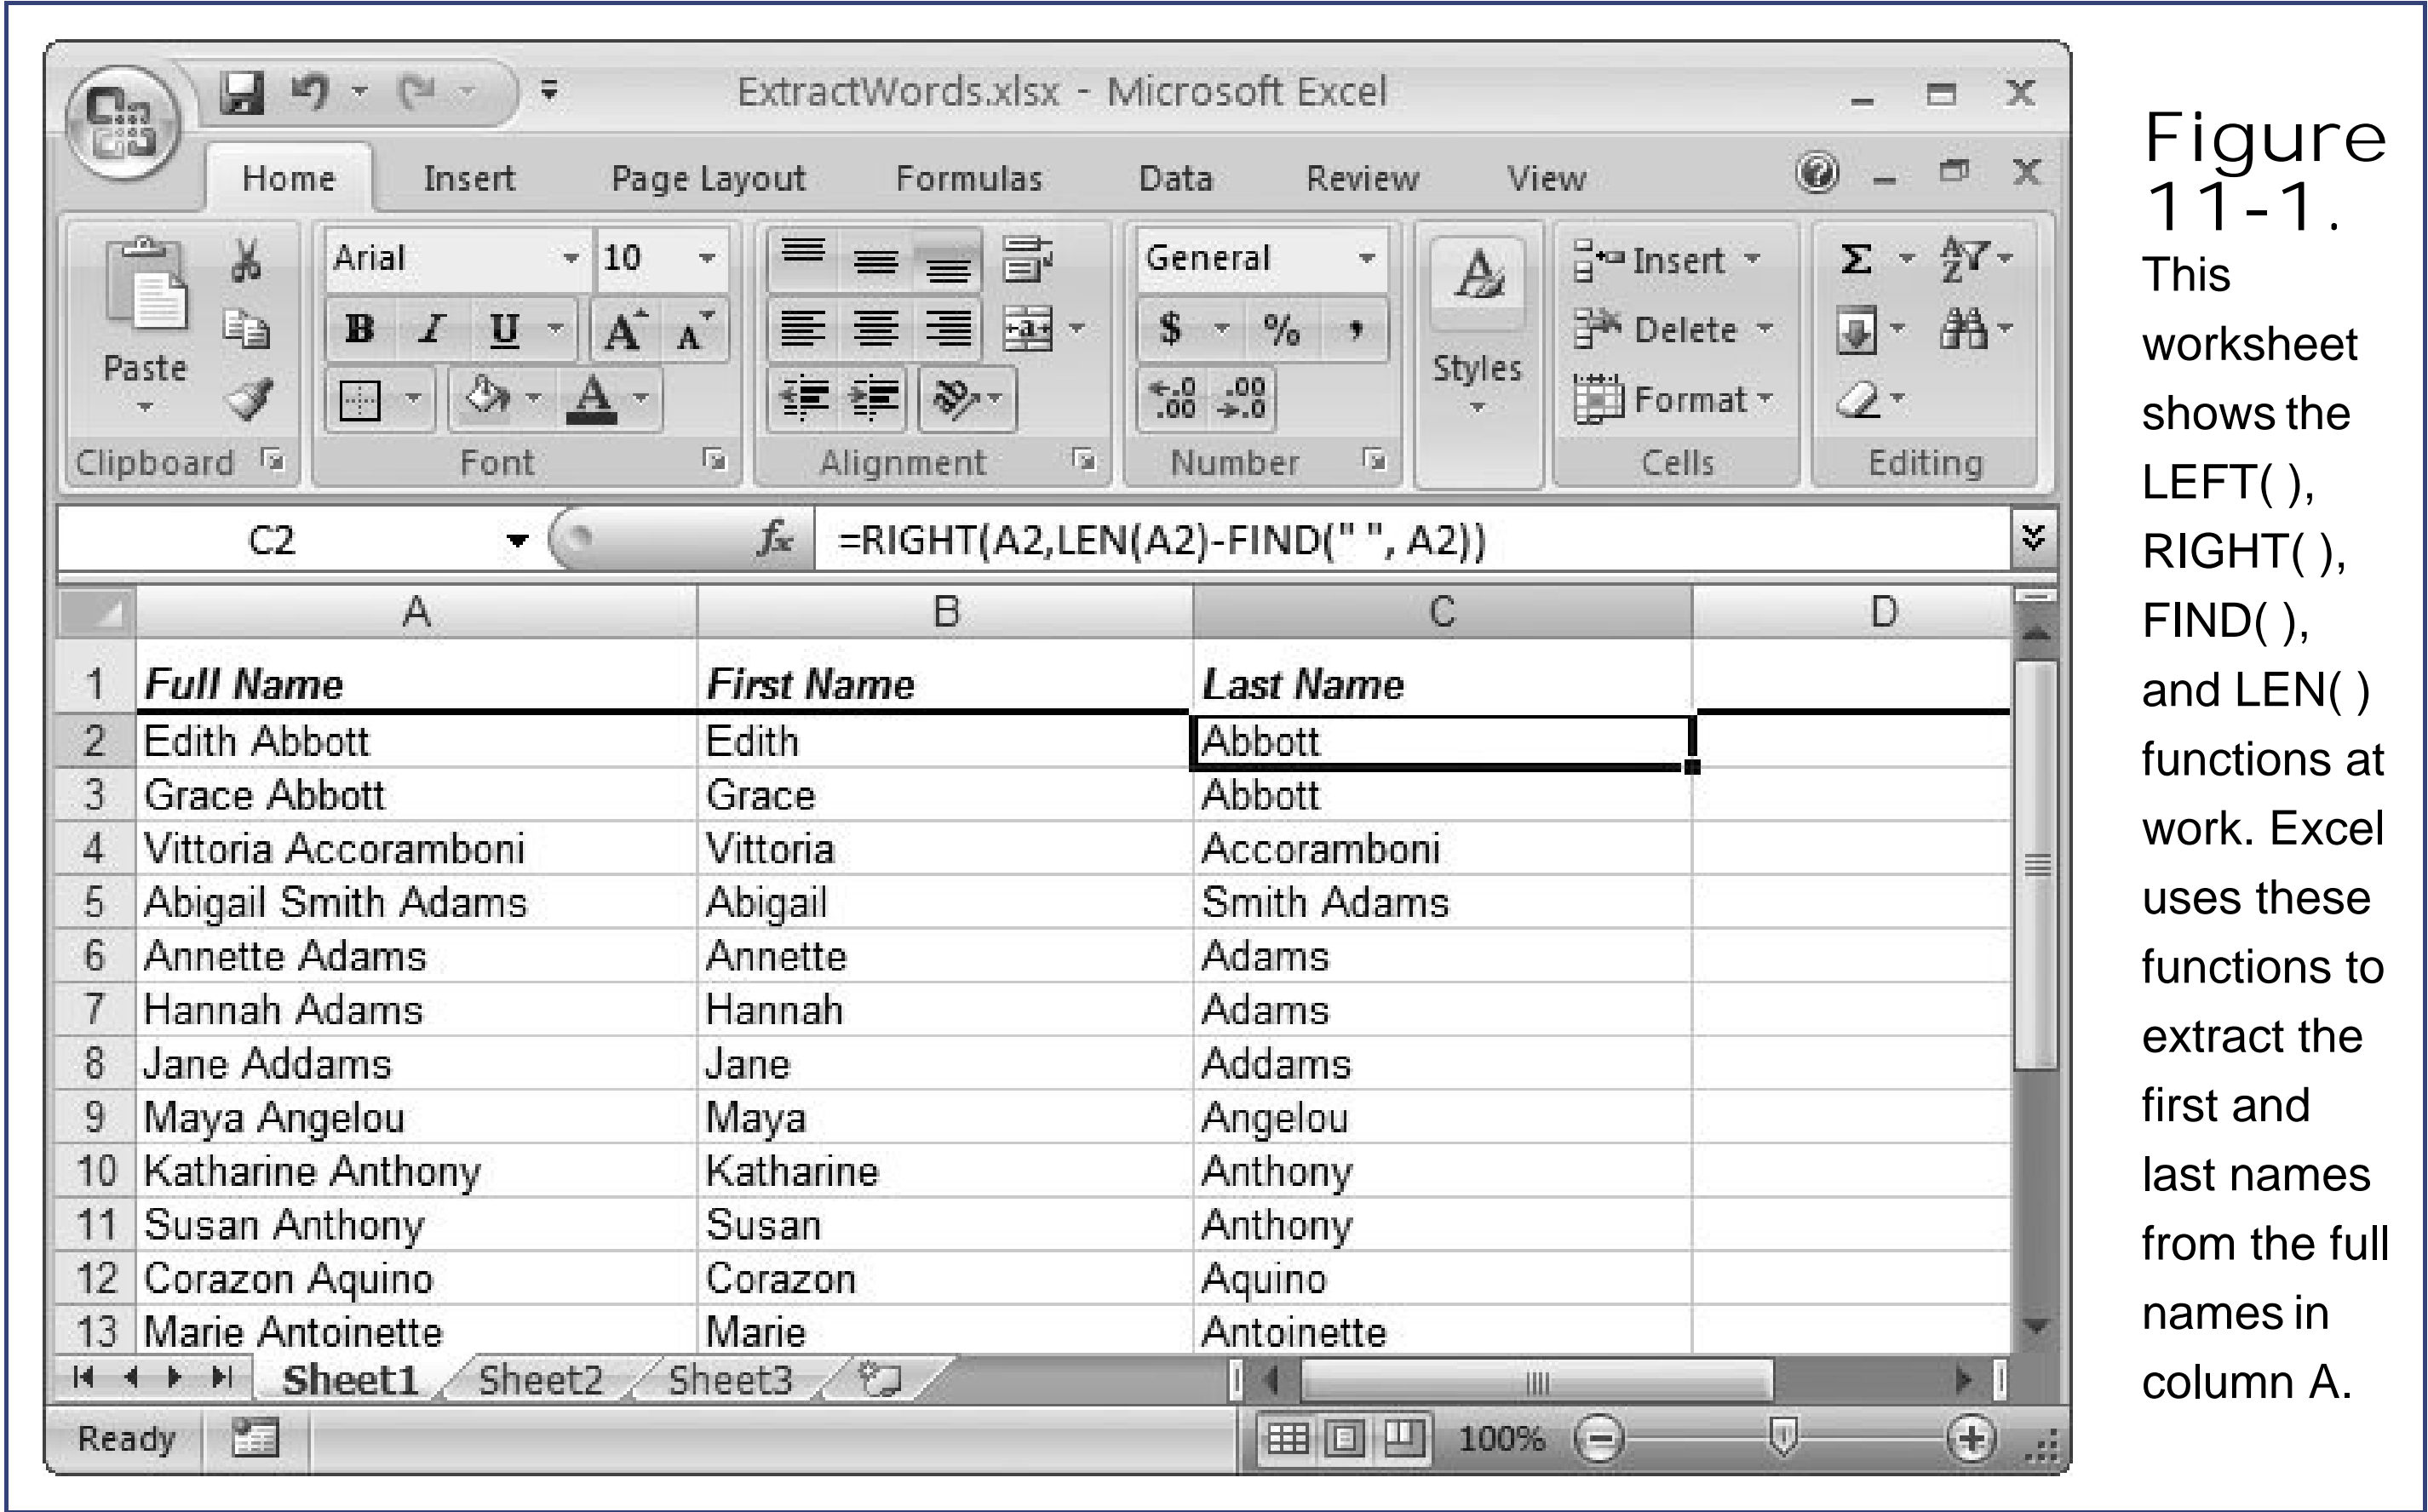 ExtractWords.xlsx - Microsoft Excel
Home Insert Page Layout Formulas Data Review View
Arial 10 General Insert
B I U A A $ % , Delete
Paste Styles
A .0 .00 Format
.00 .0
Clipboard Font Alignment Number Cells Editing
C2 fx =RIGHT(A2,LEN(A2)-FIND(" ", A2))
A B C D
1 Full Name First Name Last Name
2 Edith Abbott Edith Abbott
3 Grace Abbott Grace Abbott
4 Vittoria Accoramboni Vittoria Accoramboni
5 Abigail Smith Adams Abigail Smith Adams
6 Annette Adams Annette Adams
7 Hannah Adams Hannah Adams
8 Jane Addams Jane Addams
9 Maya Angelou Maya Angelou
10 Katharine Anthony Katharine Anthony
11 Susan Anthony Susan Anthony
12 Corazon Aquino Corazon Aquino
13 Marie Antoinette Marie Antoinette
Sheet1 Sheet2 Sheet3
Ready 100%
Figure
11-1.
This
worksheet
shows the
LEFT( ),
RIGHT( ),
FIND( ),
and LEN( )
functions at
work. Excel
uses these
functions to
extract the
first and
last names
from the full
names in
column A.